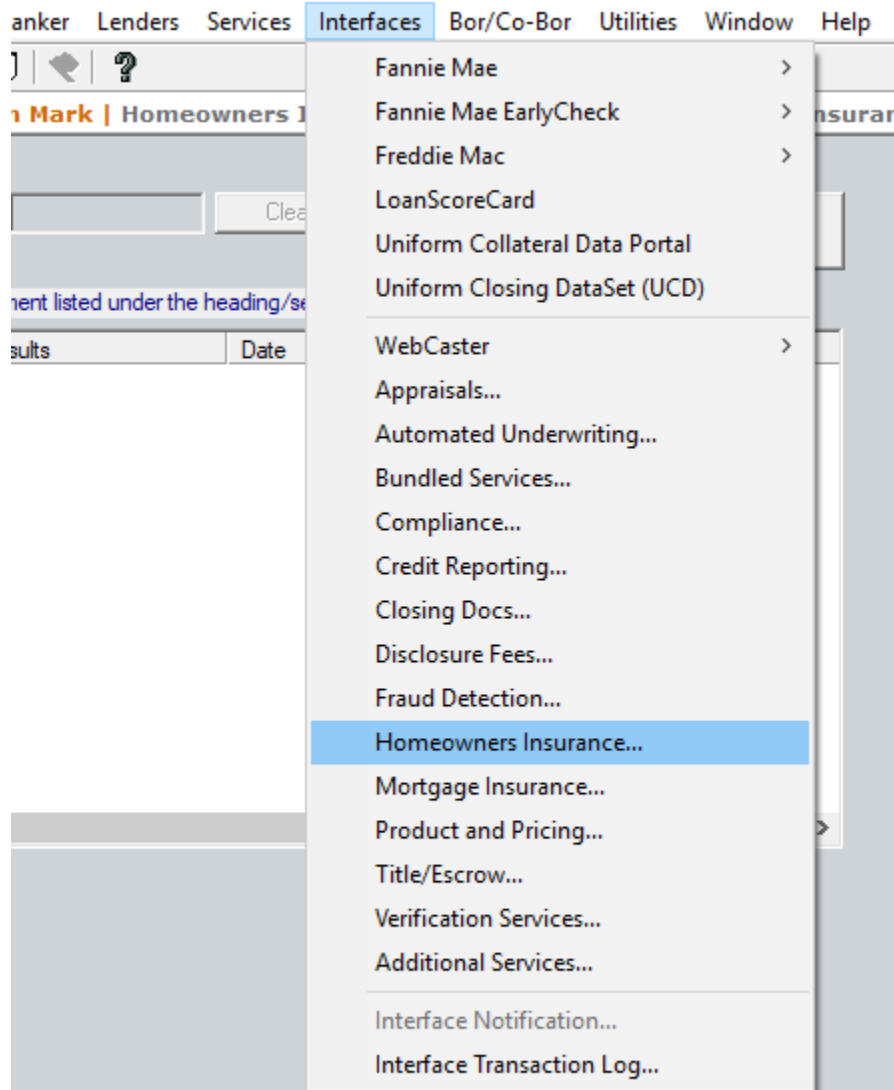 anker Lenders Services Interfaces Bor/Co-Bor Utilities Window Help
?
n Mark | Homeowners I nsuran
Clea
nent listed under the heading/se
sults Date
Fannie Mae >
Fannie Mae EarlyCheck >
Freddie Mac >
LoanScoreCard
Uniform Collateral Data Portal
Uniform Closing DataSet (UCD)
WebCaster >
Appraisals...
Automated Underwriting...
Bundled Services...
Compliance...
Credit Reporting...
Closing Docs...
Disclosure Fees...
Fraud Detection...
Homeowners Insurance...
Mortgage Insurance...
Product and Pricing...
Title/Escrow...
Verification Services...
Additional Services...
Interface Notification...
Interface Transaction Log...